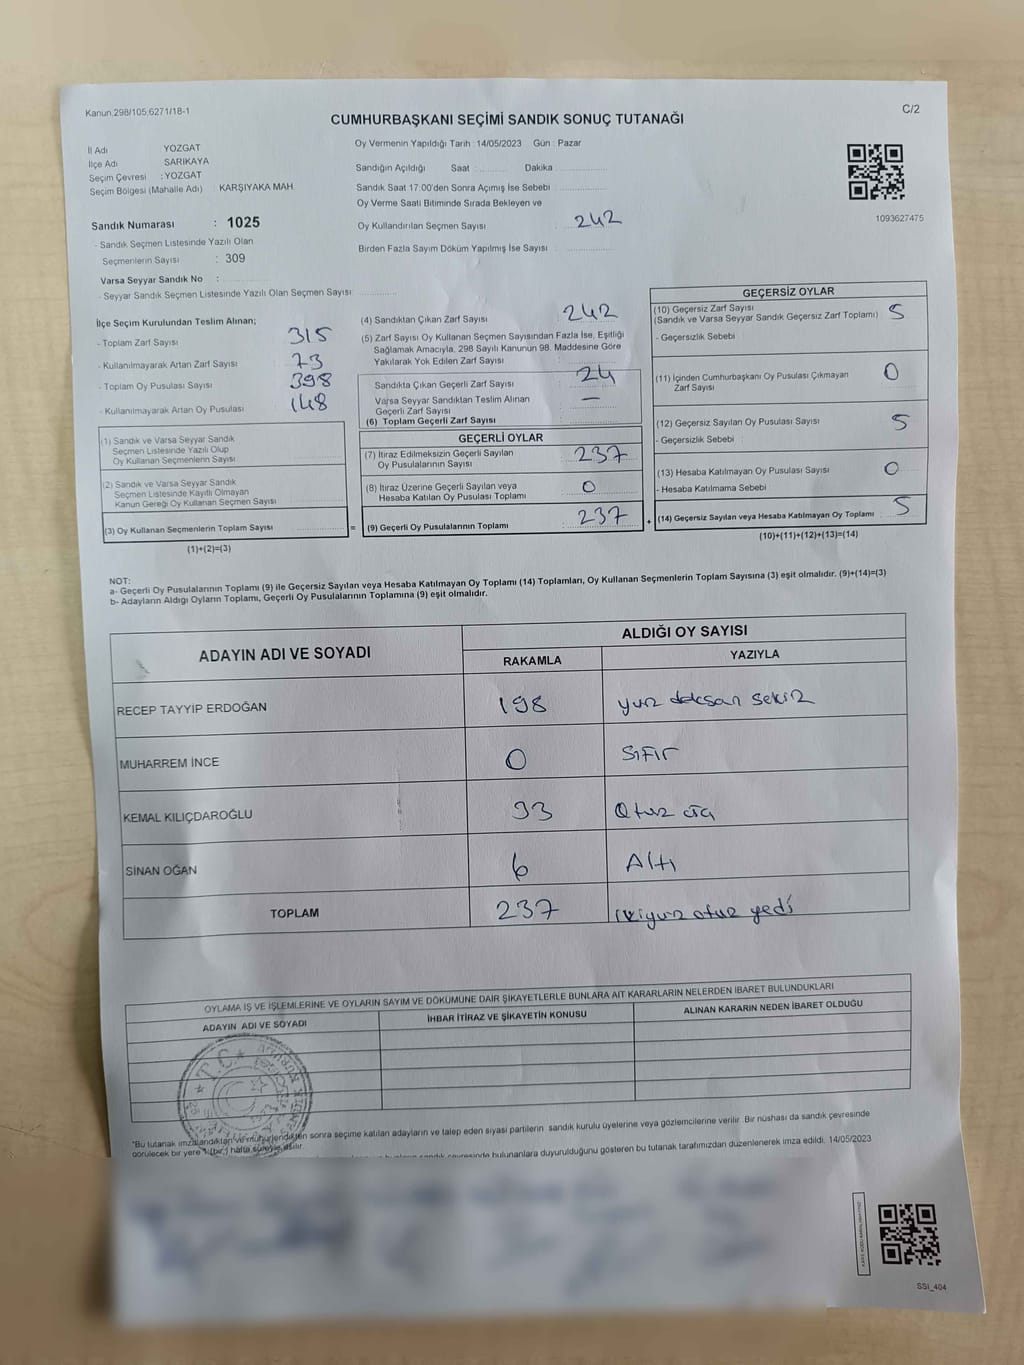 Kanun.298/105,6271/18-1
C/2
CUMHURBAŞKANI SEÇİMİ SANDIK SONUÇ TUTANAĞI
İl Adı YOZGAT
İlçe Adı SARIKAYA
Seçim Çevresi : YOZGAT
Seçim Bölgesi (Mahalle Adı) : KARŞIYAKA MAH.
Oy Vermenin Yapıldığı Tarih : 14/05/2023 Gün : Pazar
Sandığın Açıldığı Saat Dakika
Sandık Saat 17:00'den Sonra Açımış İse Sebebi
Oy Verme Saati Bitiminde Sırada Bekleyen ve
Oy Kullandırılan Seçmen Sayısı 242
Birden Fazla Sayım Döküm Yapılmış İse Sayısı
1093627475
Sandık Numarası : 1025
- Sandık Seçmen Listesinde Yazılı Olan
Seçmenlerin Sayısı : 309
Varsa Seyyar Sandık No :
- Seyyar Sandık Seçmen Listesinde Yazılı Olan Seçmen Sayısı:
İlçe Seçim Kurulundan Teslim Alınan;
- Toplam Zarf Sayısı 315
- Kullanılmayarak Artan Zarf Sayısı 73
- Toplam Oy Pusulası Sayısı 398
- Kullanılmayarak Artan Oy Pusulası 148
(1) Sandık ve Varsa Seyyar Sandık
Seçmen Listesinde Yazılı Olup
Oy Kullanan Seçmenlerin Sayısı
(2) Sandık ve Varsa Seyyar Sandık
Seçmen Listesinde Kayıtlı Olmayan
Kanun Gereği Oy Kullanan Seçmen Sayısı
(3) Oy Kullanan Seçmenlerin Toplam Sayısı
=
(1)+(2)=(3)
(4) Sandıktan Çıkan Zarf Sayısı 242
(5) Zarf Sayısı Oy Kullanan Seçmen Sayısından Fazla İse, Eşitliği
Sağlamak Amacıyla, 298 Sayılı Kanunun 98. Maddesine Göre
Yakılarak Yok Edilen Zarf Sayısı
Sandıkta Çıkan Geçerli Zarf Sayısı 24
Varsa Seyyar Sandıktan Teslim Alınan
Geçerli Zarf Sayısı —
(6) Toplam Geçerli Zarf Sayısı
GEÇERLİ OYLAR
(7) İtiraz Edilmeksizin Geçerli Sayılan
Oy Pusulalarının Sayısı 237
(8) İtiraz Üzerine Geçerli Sayılan veya
Hesaba Katılan Oy Pusulası Toplamı 0
(9) Geçerli Oy Pusulalarının Toplamı 237
+
GEÇERSİZ OYLAR
(10) Geçersiz Zarf Sayısı
(Sandık ve Varsa Seyyar Sandık Geçersiz Zarf Toplamı) 5
- Geçersizlik Sebebi
(11) İçinden Cumhurbaşkanı Oy Pusulası Çıkmayan
Zarf Sayısı 0
(12) Geçersiz Sayılan Oy Pusulası Sayısı 5
- Geçersizlik Sebebi :
(13) Hesaba Katılmayan Oy Pusulası Sayısı 0
- Hesaba Katılmama Sebebi
(14) Geçersiz Sayılan veya Hesaba Katılmayan Oy Toplamı 5
(10)+(11)+(12)+(13)=(14)
NOT:
a- Geçerli Oy Pusulalarının Toplamı (9) ile Geçersiz Sayılan veya Hesaba Katılmayan Oy Toplamı (14) Toplamları, Oy Kullanan Seçmenlerin Toplam Sayısına (3) eşit olmalıdır. (9)+(14)=(3)
b- Adayların Aldığı Oyların Toplamı, Geçerli Oy Pusulalarının Toplamına (9) eşit olmalıdır.
ADAYIN ADI VE SOYADI
ALDIĞI OY SAYISI
RAKAMLA YAZIYLA
RECEP TAYYİP ERDOĞAN 198 yuz doksan sekiz
MUHARREM İNCE 0 Sıfır
KEMAL KILIÇDAROĞLU 33 Otuz üç
SİNAN OĞAN 6 Altı
TOPLAM 237 ikiyuz otuz yedi
OYLAMA İŞ VE İŞLEMLERİNE VE OYLARIN SAYIM VE DÖKÜMÜNE DAİR ŞİKAYETLERLE BUNLARA AİT KARARLARIN NELERDEN İBARET BULUNDUKLARI
ADAYIN ADI VE SOYADI İHBAR İTİRAZ VE ŞİKAYETİN KONUSU ALINAN KARARIN NEDEN İBARET OLDUĞU
T.C.
*Bu tutanak imzalandıktan ve mühürlendikten sonra seçime katılan adayların ve talep eden siyasi partilerin sandık kurulu üyelerine veya gözlemcilerine verilir. Bir nüshası da sandık çevresinde
görülecek bir yere 1 (bir) hafta süreyle asılır.
bulunanlara duyurulduğunu gösteren bu tutanak tarafımızdan düzenlenerek imza edildi. 14/05/2023
SSI_404